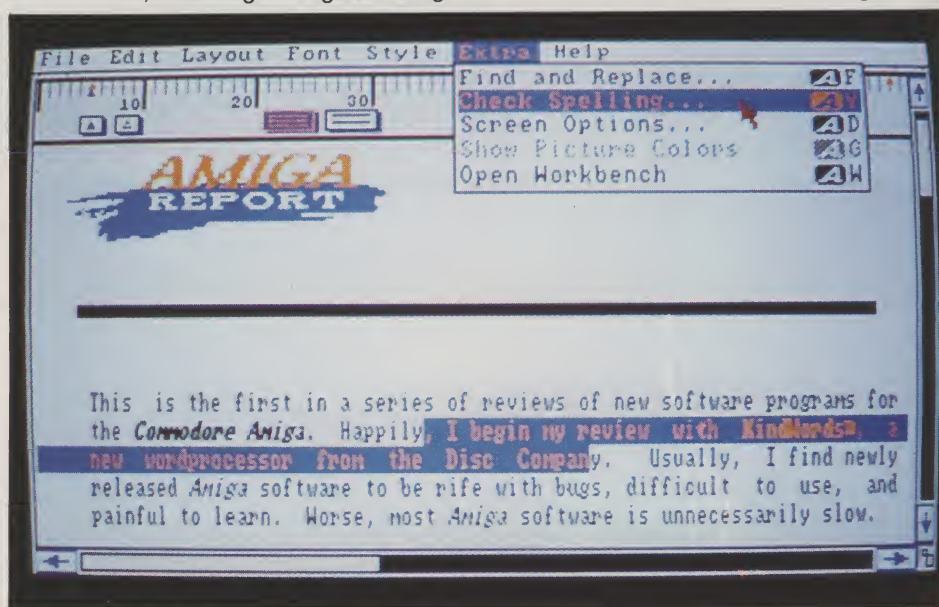 File Edit Layout Font Style Extra Help
Find and Replace... A F
Check Spelling... A Y
Screen Options... A D
Show Picture Colors A G
Open Workbench A W
10 20 30
AMIGA
REPORT
This is the first in a series of reviews of new software programs for
the Commodore Amiga. Happily, I begin my review with KindWords™, a
new wordprocessor from the Disc Company. Usually, I find newly
released Amiga software to be rife with bugs, difficult to use, and
painful to learn. Worse, most Amiga software is unnecessarily slow.